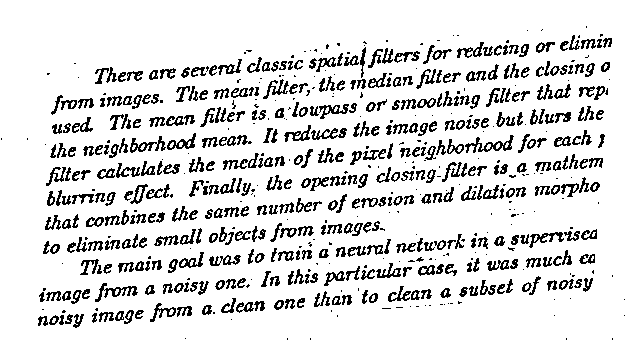 There are several classic spatial filters for reducing or elimin
from images. The mean filter, the median filter and the closing o
used. The mean filter is a lowpass or smoothing filter that repl
the neighborhood mean. It reduces the image noise but blurs the
filter calculates the median of the pixel neighborhood for each p
blurring effect. Finally, the opening closing filter is a mathem
that combines the same number of erosion and dilation morpho
to eliminate small objects from images.
The main goal was to train a neural network in a supervised
image from a noisy one. In this particular case, it was much ea
noisy image from a clean one than to clean a subset of noisy